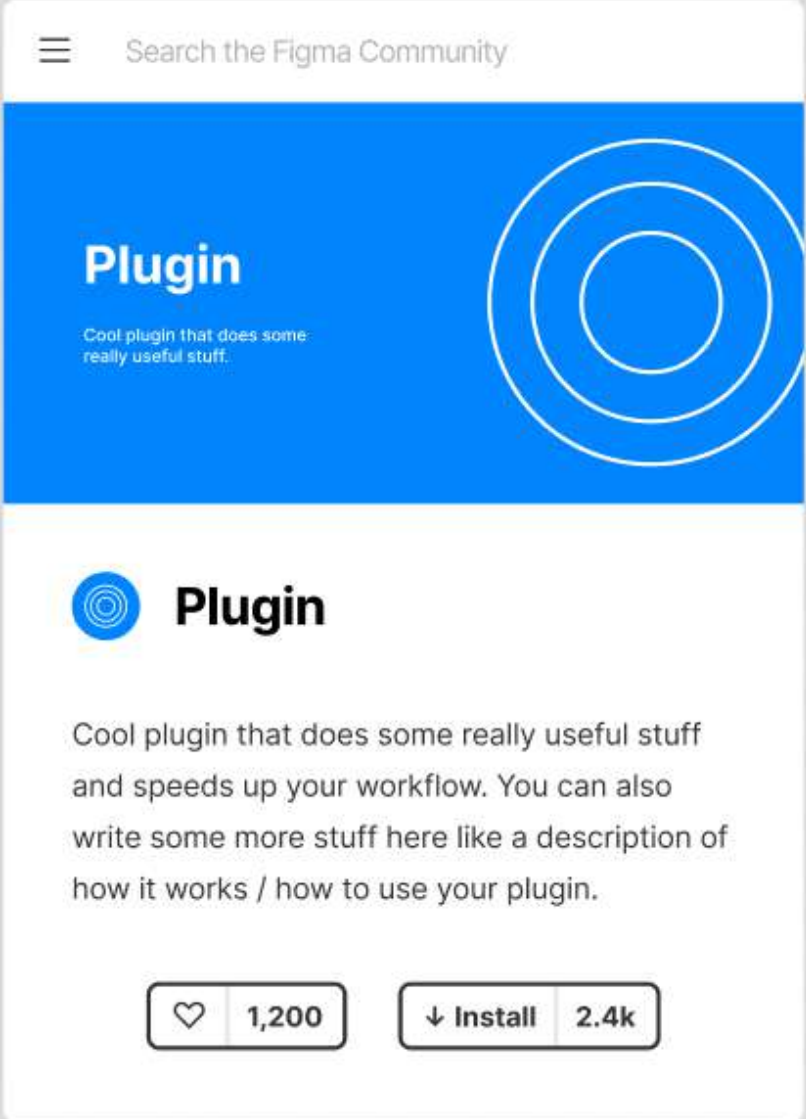 Search the Figma Community
Plugin
Cool plugin that does some
really useful stuff.
Plugin
Cool plugin that does some really useful stuff
and speeds up your workflow. You can also
write some more stuff here like a description of
how it works / how to use your plugin.
1,200
↓ Install 2.4k